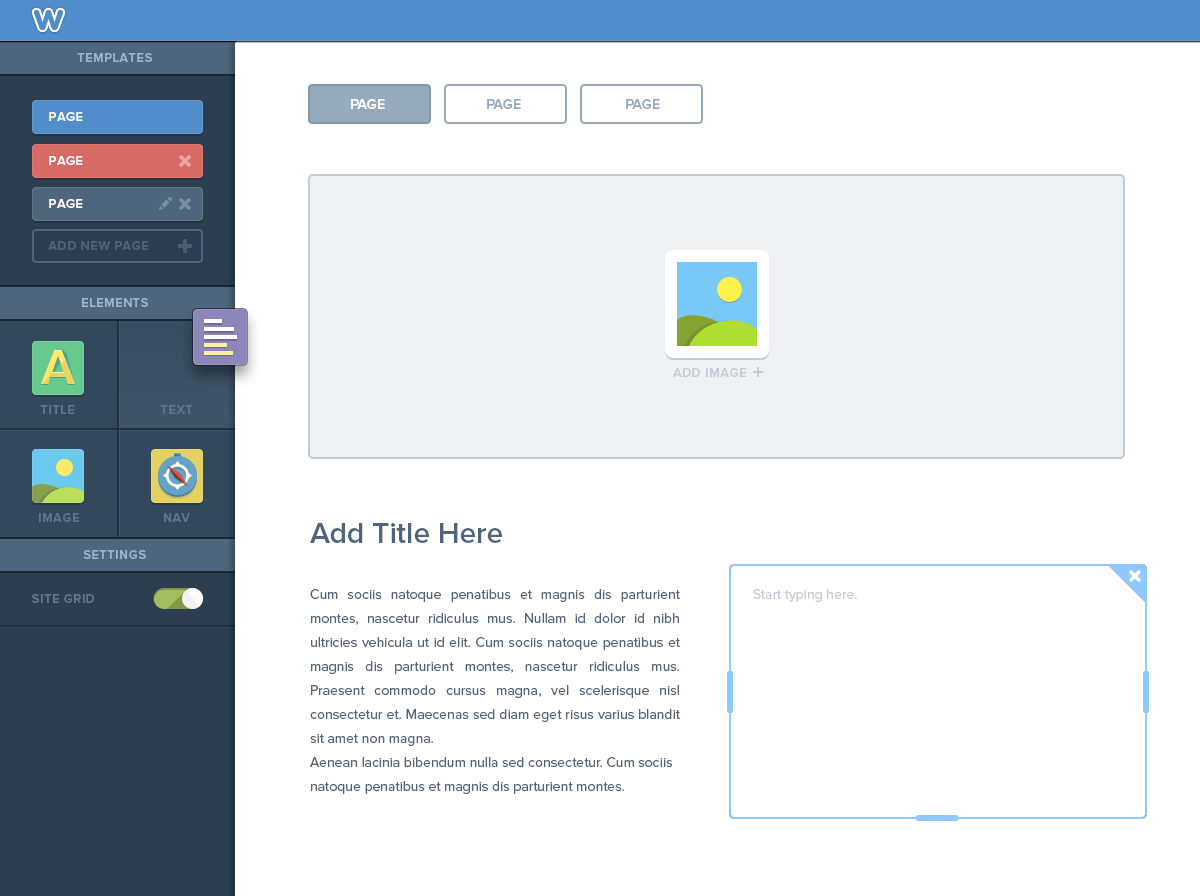 W
TEMPLATES
PAGE
PAGE
PAGE
ADD NEW PAGE
ELEMENTS
A
TITLE
TEXT
IMAGE
NAV
SETTINGS
SITE GRID
PAGE PAGE PAGE
ADD IMAGE +
Add Title Here
Cum sociis natoque penatibus et magnis dis parturient
montes, nascetur ridiculus mus. Nullam id dolor id nibh
ultricies vehicula ut id elit. Cum sociis natoque penatibus et
magnis dis parturient montes, nascetur ridiculus mus.
Praesent commodo cursus magna, vel scelerisque nisl
consectetur et. Maecenas sed diam eget risus varius blandit
sit amet non magna.
Aenean lacinia bibendum nulla sed consectetur. Cum sociis
natoque penatibus et magnis dis parturient montes.
Start typing here.